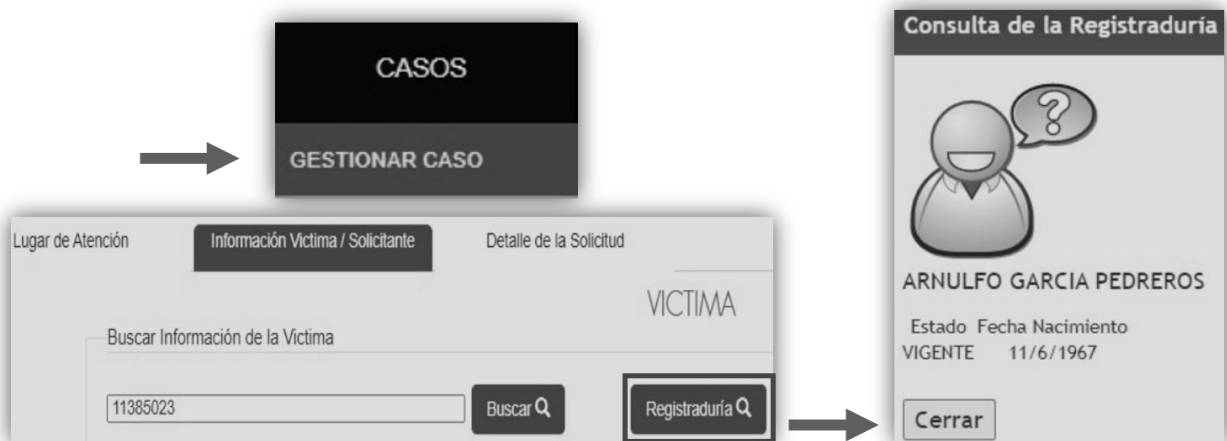 CASOS
GESTIONAR CASO
Lugar de Atención
Información Victima / Solicitante
Detalle de la Solicitud
VICTIMA
Buscar Información de la Victima
11385023
Buscar
Registraduría
Consulta de la Registraduría
?
ARNULFO GARCIA PEDREROS
Estado Fecha Nacimiento
VIGENTE 11/6/1967
Cerrar